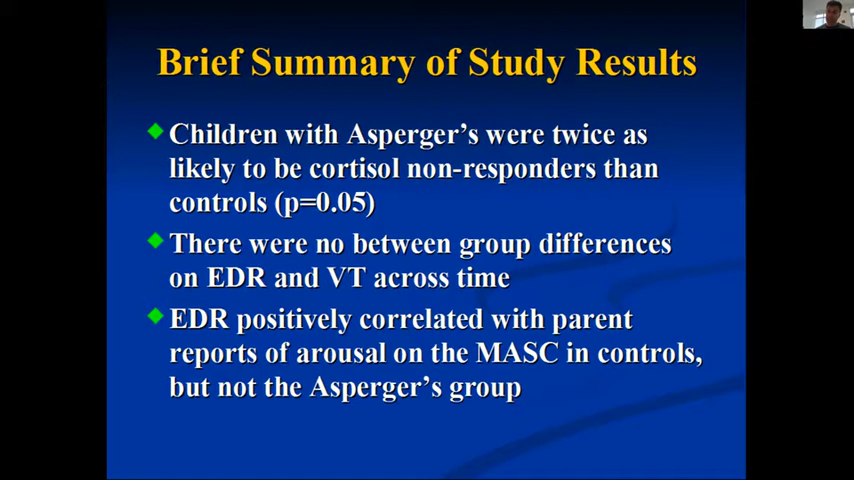 Brief Summary of Study Results
Children with Asperger's were twice as
likely to be cortisol non-responders than
controls (p=0.05)
There were no between group differences
on EDR and VT across time
EDR positively correlated with parent
reports of arousal on the MASC in controls,
but not the Asperger's group